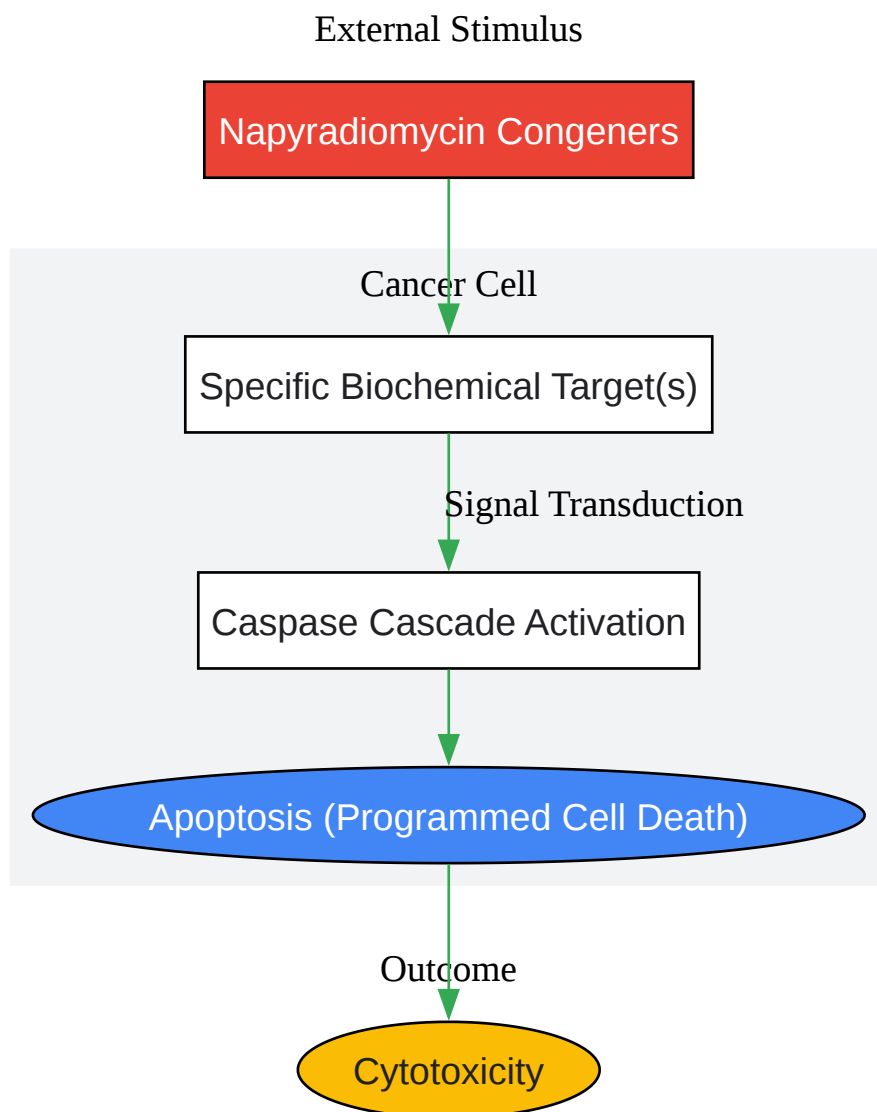 External Stimulus
Napyradiomycin Congeners
Cancer Cell
Specific Biochemical Target(s)
Signal Transduction
Caspase Cascade Activation
Apoptosis (Programmed Cell Death)
Outcome
Cytotoxicity